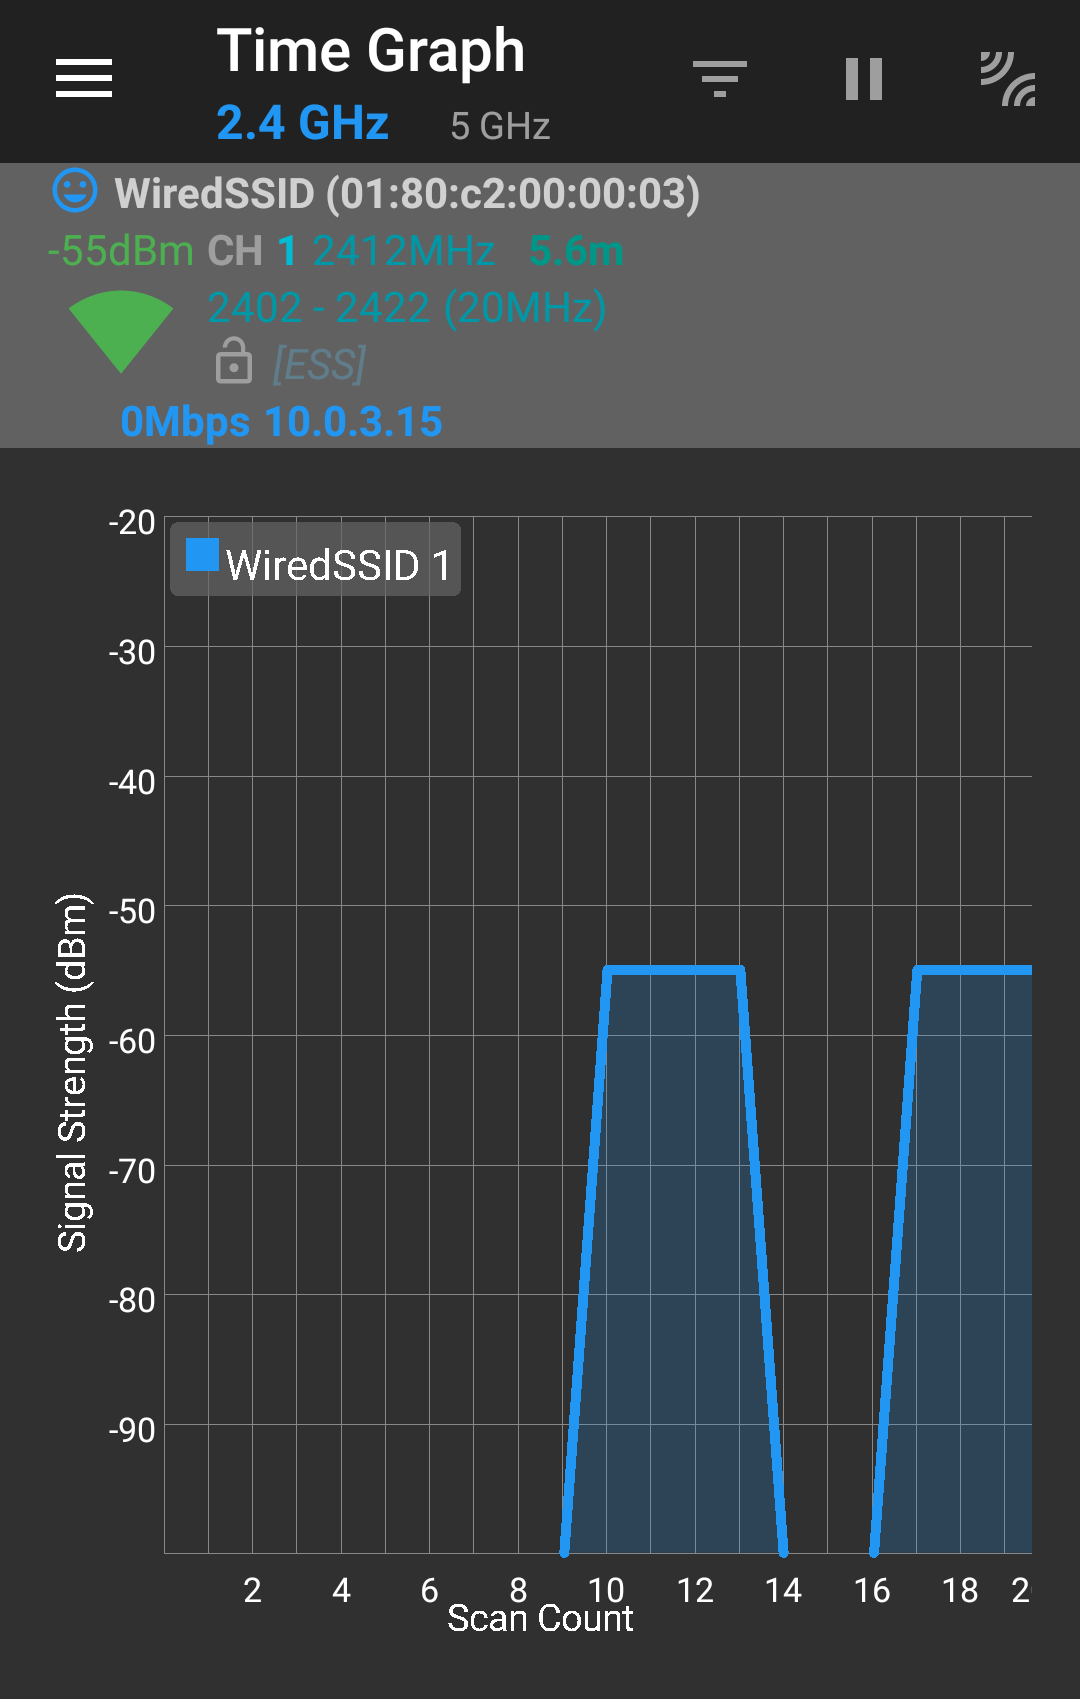 Time Graph
2.4 GHz 5 GHz
WiredSSID (01:80:c2:00:00:03)
-55dBm CH 1 2412MHz 5.6m
2402 - 2422 (20MHz)
[ESS]
0Mbps 10.0.3.15
WiredSSID 1
-20
-30
-40
-50
-60
-70
-80
-90
Signal Strength (dBm)
2 4 6 8 10 12 14 16 18 2
Scan Count